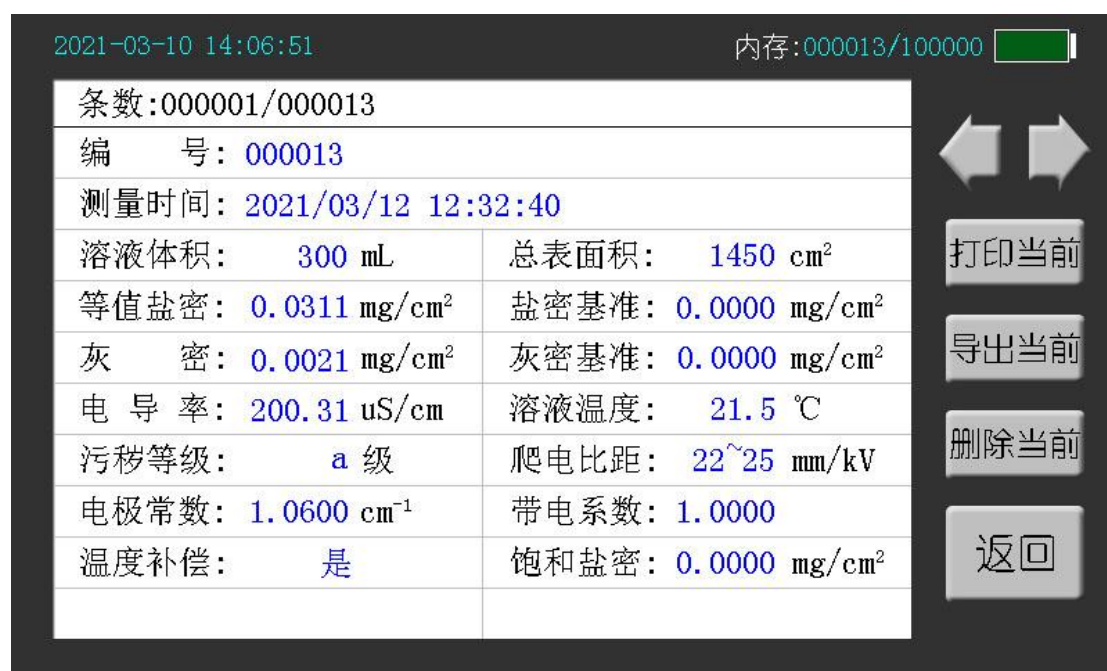 2021-03-10 14:06:51 内存:000013/100000
条数:000001/000013
编 号: 000013
测量时间: 2021/03/12 12:32:40
溶液体积: 300 mL 总表面积: 1450 cm²
等值盐密: 0.0311 mg/cm² 盐密基准: 0.0000 mg/cm²
灰 密: 0.0021 mg/cm² 灰密基准: 0.0000 mg/cm²
电 导 率: 200.31 uS/cm 溶液温度: 21.5 ℃
污秽等级: a 级 爬电比距: 22~25 mm/kV
电极常数: 1.0600 cm⁻¹ 带电系数: 1.0000
温度补偿: 是 饱和盐密: 0.0000 mg/cm²
打印当前
导出当前
删除当前
返回